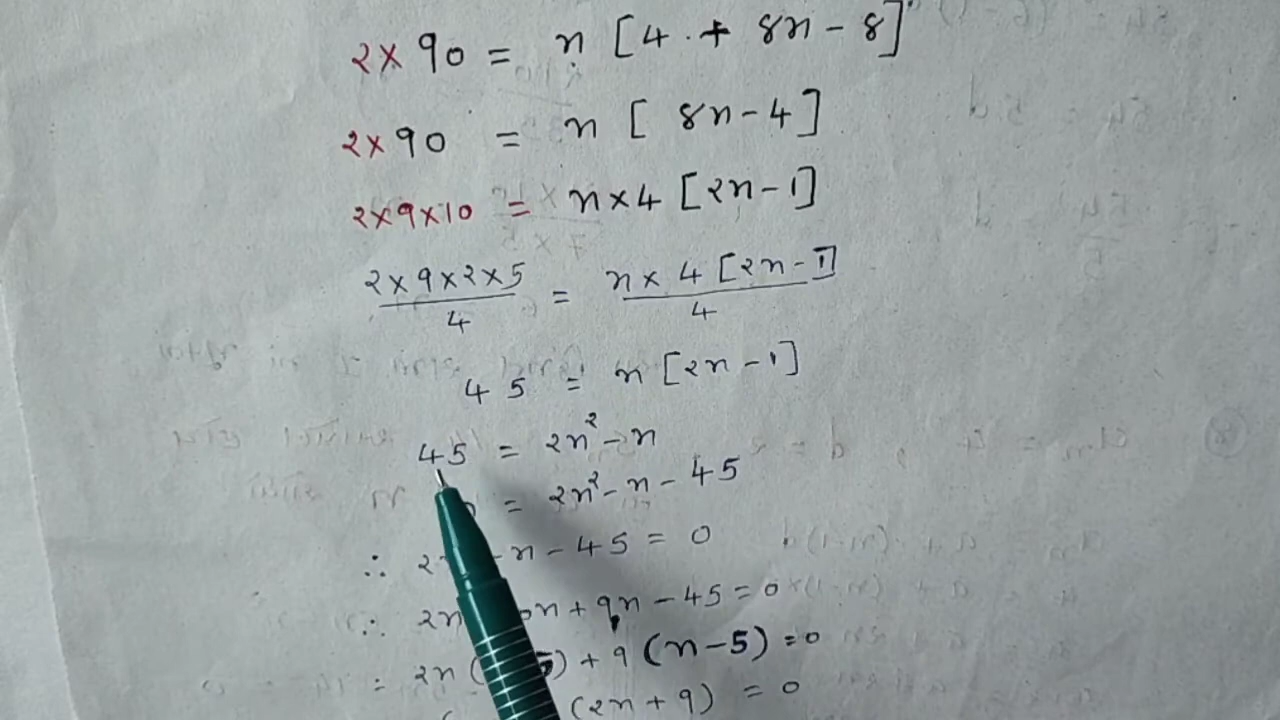 2 × 90 = n [4 + 8n - 8]
2 × 90 = n [ 8n - 4 ]
2 × 9 × 10 = n × 4 [2n - 1]
2 × 9 × 2 × 5 / 4 = n × 4 [2n - 1] / 4
45 = n [2n - 1]
45 = 2n² - n
= 2n² - n - 45
∴ - n - 45 = 0
∴ 2n + 9n - 45 = 0
2n ( ) + 9 (n - 5) = 0
(2n + 9) = 0